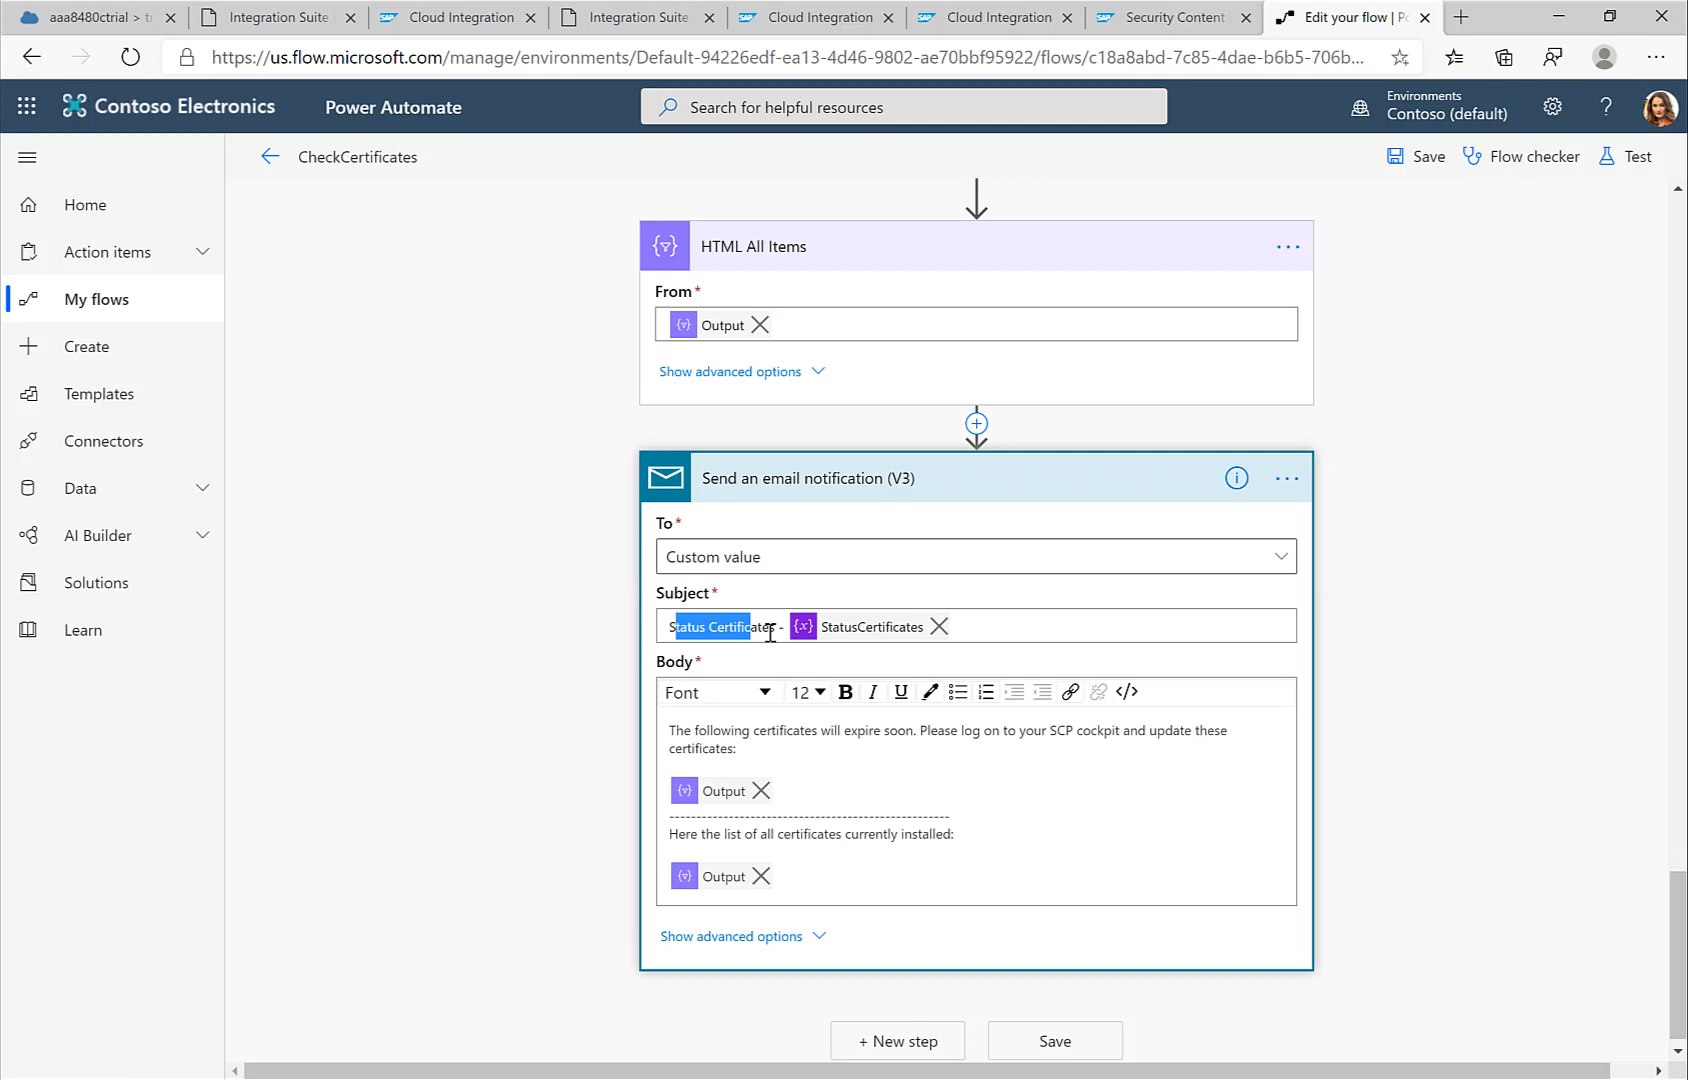 aaa8480ctrial > tr
Integration Suite
Cloud Integration
Integration Suite
Cloud Integration
Cloud Integration
Security Content
Edit your flow | Po
https://us.flow.microsoft.com/manage/environments/Default-94226edf-ea13-4d46-9802-ae70bbf95922/flows/c18a8abd-7c85-4dae-b6b5-706b...
Contoso Electronics
Power Automate
Search for helpful resources
Environments
Contoso (default)
?
CheckCertificates
Save
Flow checker
Test
Home
Action items
My flows
Create
Templates
Connectors
Data
AI Builder
Solutions
Learn
HTML All Items
...
From *
Output
Show advanced options
Send an email notification (V3)
...
To *
Custom value
Subject *
Status Certificates - {x} StatusCertificates
Body *
Font 12 B I U </>
The following certificates will expire soon. Please log on to your SCP cockpit and update these
certificates:
Output
----------------------------------------------------
Here the list of all certificates currently installed:
Output
Show advanced options
+ New step
Save